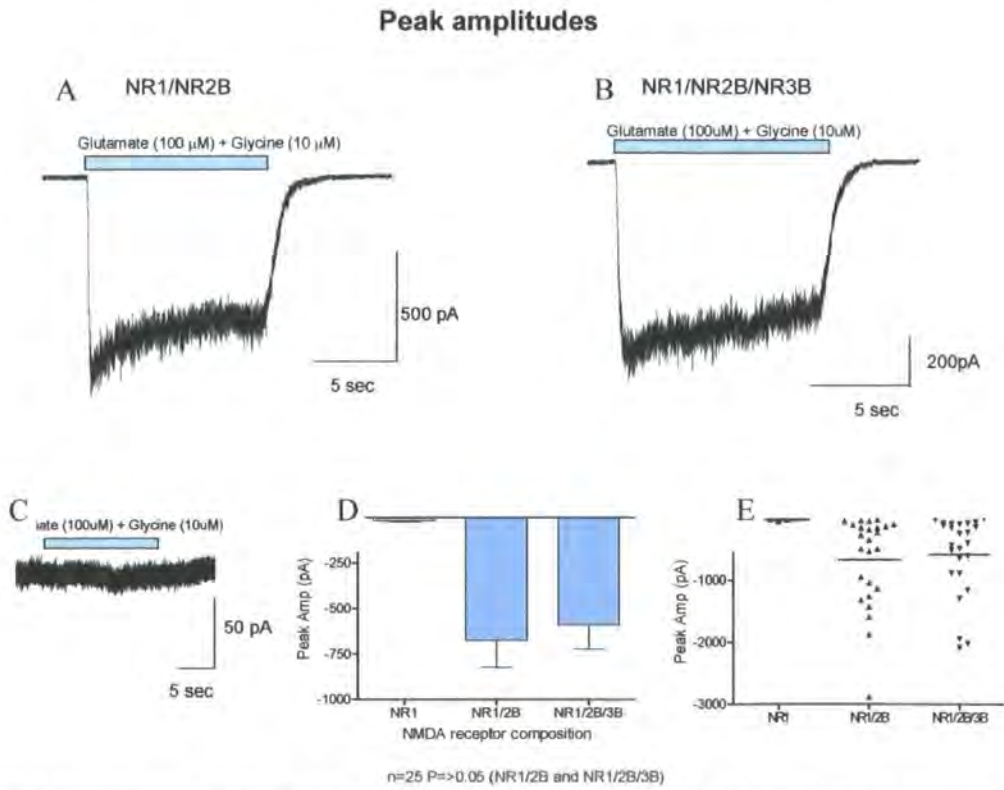 Peak amplitudes
A NR1/NR2B
Glutamate (100 μM) + Glycine (10 μM)
500 pA
5 sec
B NR1/NR2B/NR3B
Glutamate (100uM) + Glycine (10uM)
200pA
5 sec
C
ate (100uM) + Glycine (10uM)
50 pA
5 sec
D
Peak Amp (pA)
-250
-500
-750
-1000
NR1 NR1/2B NR1/2B/3B
NMDA receptor composition
E
Peak Amp (pA)
-1000
-2000
-3000
NR1 NR1/2B NR1/2B/3B
n=25 P=>0.05 (NR1/2B and NR1/2B/3B)